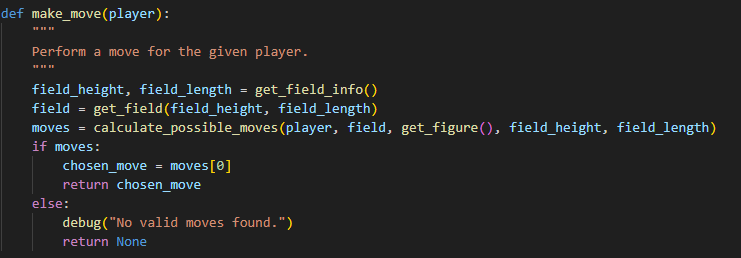 def make_move(player):
    """
    Perform a move for the given player.
    """
    field_height, field_length = get_field_info()
    field = get_field(field_height, field_length)
    moves = calculate_possible_moves(player, field, get_figure(), field_height, field_length)
    if moves:
        chosen_move = moves[0]
        return chosen_move
    else:
        debug("No valid moves found.")
        return None